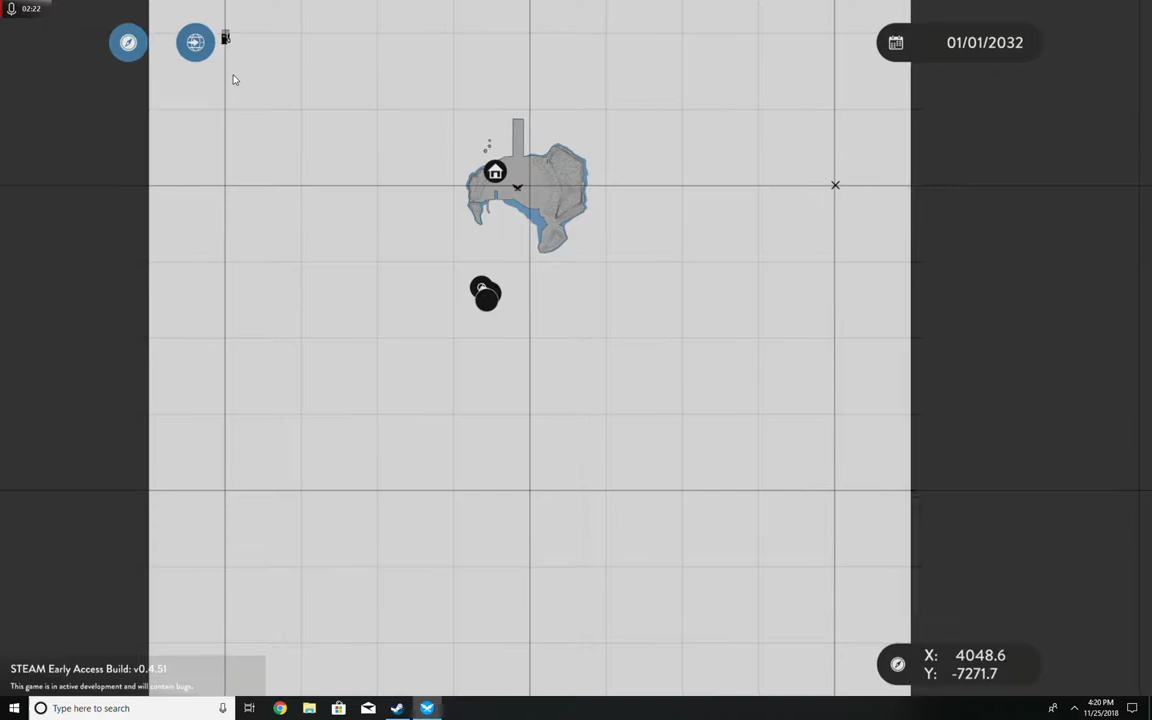 02:22
01/01/2032
X: 4048.6
Y: -7271.7
STEAM Early Access Build: v0.4.51
This game is in active development and will contain bugs.
Type here to search
4:20 PM
11/25/2018